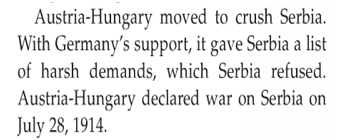 Austria-Hungary moved to crush Serbia.
With Germany's support, it gave Serbia a list
of harsh demands, which Serbia refused.
Austria-Hungary declared war on Serbia on
July 28, 1914.